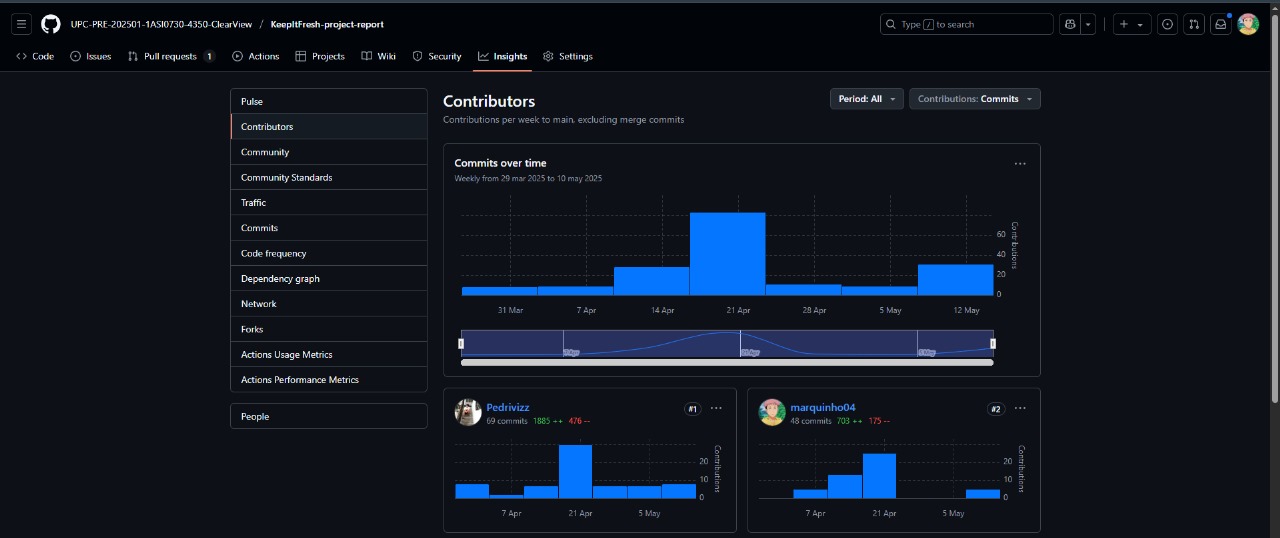 UPC-PRE-202501-1ASI0730-4350-ClearView / KeepItFresh-project-report
Type / to search
Code Issues Pull requests 1 Actions Projects Wiki Security Insights Settings
Pulse
Contributors
Community
Community Standards
Traffic
Commits
Code frequency
Dependency graph
Network
Forks
Actions Usage Metrics
Actions Performance Metrics
People
Contributors
Contributions per week to main, excluding merge commits
Period: All
Contributions: Commits
Commits over time
Weekly from 29 mar 2025 to 10 may 2025
60
40
20
0
Contributions
31 Mar 7 Apr 14 Apr 21 Apr 28 Apr 5 May 12 May
Pedrivizz
#1
69 commits 1885 ++ 476 --
20
10
0
Contributions
7 Apr 21 Apr 5 May
marquinho04
#2
48 commits 703 ++ 175 --
20
10
0
Contributions
7 Apr 21 Apr 5 May